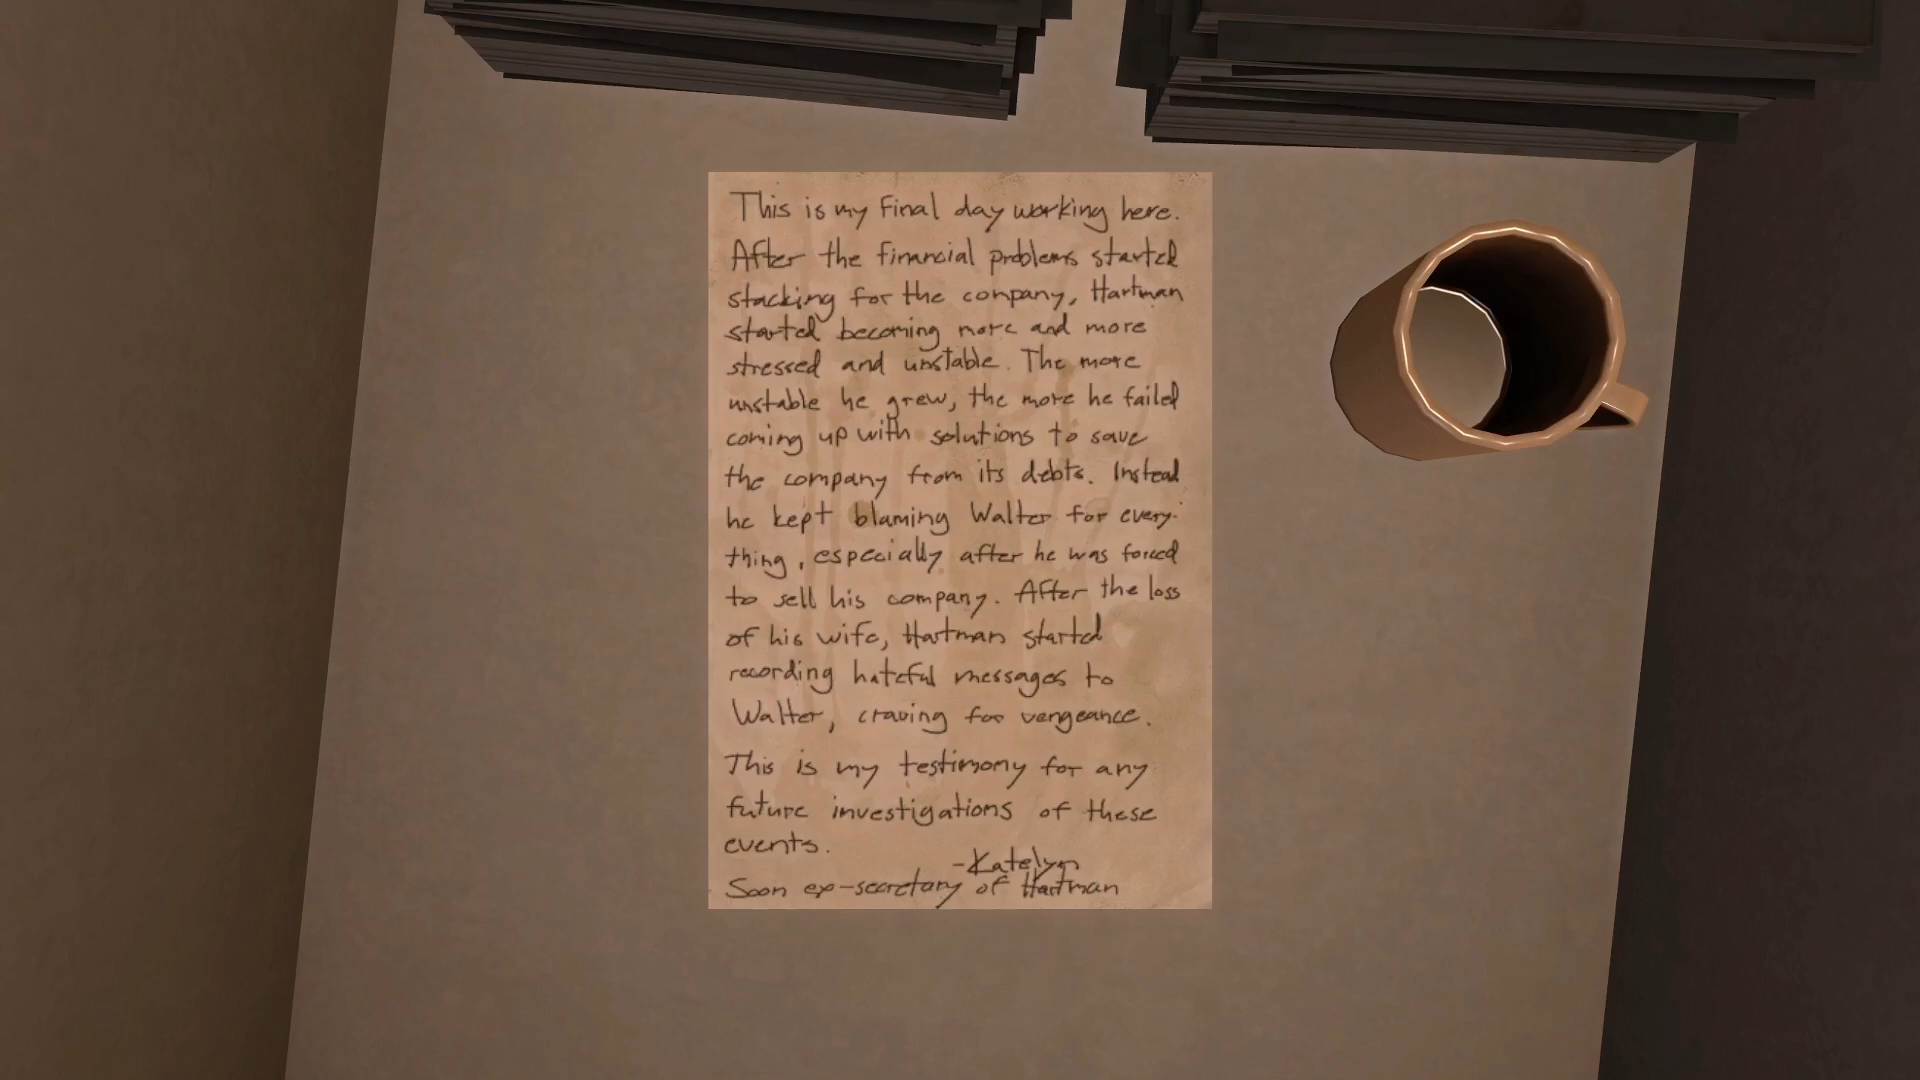 This is my final day working here.
After the financial problems started
stacking for the company, Hartman
started becoming more and more
stressed and unstable. The more
unstable he grew, the more he failed
coming up with solutions to save
the company from its debts. Instead
he kept blaming Walter for every-
thing, especially after he was forced
to sell his company. After the loss
of his wife, Hartman started
recording hateful messages to
Walter, craving for vengeance.
This is my testimony for any
future investigations of these
events.
-Katelyn
Soon ex-secretary of Hartman